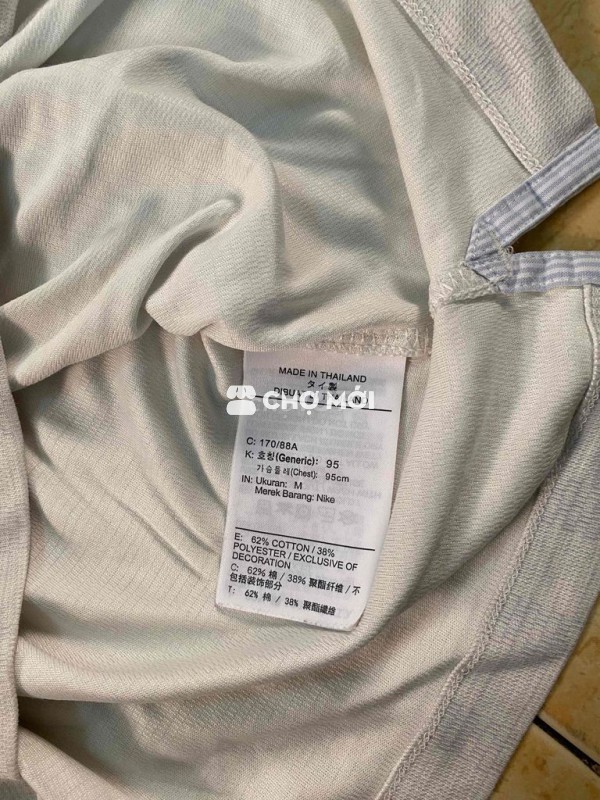 MADE IN THAILAND
タイ製
CHỢ MỚI
C: 170/88A
K: 호칭(Generic): 95
가슴둘레(Chest): 95cm
IN: Ukuran: M
Merek Barang: Nike
E: 62% COTTON / 38%
POLYESTER / EXCLUSIVE OF
DECORATION
C: 62% 棉 / 38% 聚酯纤维 / 不
包括装饰部分
T: 62% 棉 / 38% 聚酯纖維